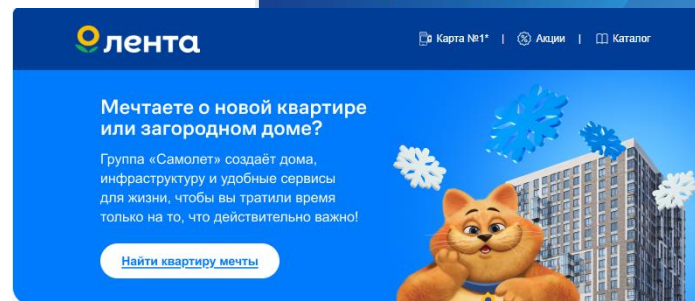 лента
Карта №1* | Акции | Каталог
Мечтаете о новой квартире
или загородном доме?
Группа «Самолет» создаёт дома,
инфраструктуру и удобные сервисы
для жизни, чтобы вы тратили время
только на то, что действительно важно!
Найти квартиру мечты